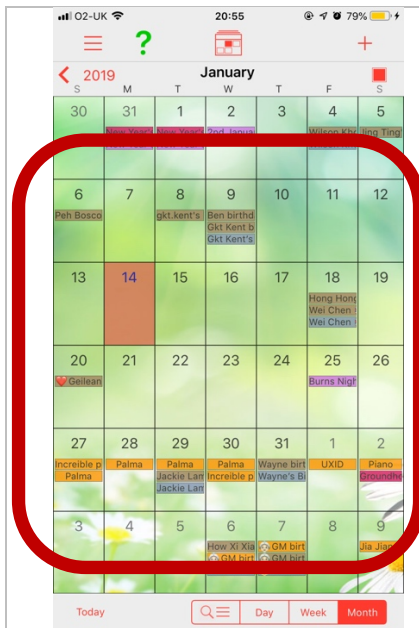 O2-UK 20:55 79%
?
+
2019 January
S M T W T F S
30 31 1 2 3 4 5
New Year's New Year's 2nd Janua Wilson Kh Jing Ting'
6 7 8 9 10 11 12
Peh Bosco gkt.kent's Ben birthd
Gkt Kent b
Gkt Kent's
13 14 15 16 17 18 19
Hong Hong
Wei Chen
Wei Chen
20 21 22 23 24 25 26
Geilean Burns Nigh
27 28 29 30 31 1 2
Increible p Palma Palma Palma Wayne birt UXID Piano
Palma Jackie Lam Increible p Wayne's Bi Groundhe
Jackie Lam
3 4 5 6 7 8 9
How Xi Xia GM birt Jia Jian
GM birt
Today Day Week Month